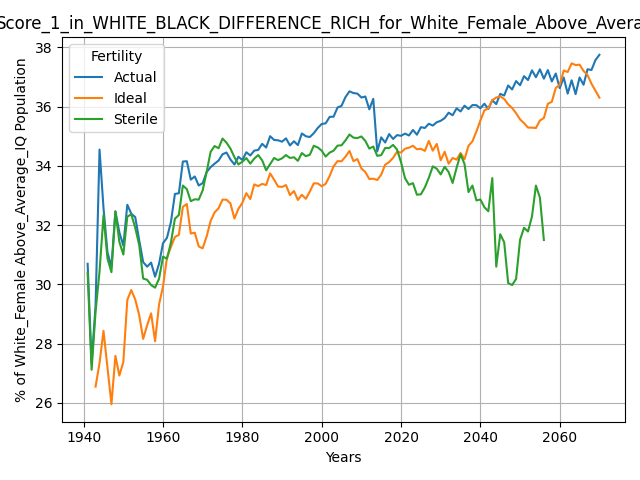 Score_1_in_WHITE_BLACK_DIFFERENCE_RICH_for_White_Female_Above_Avera
% of White_Female Above_Average_IQ Population
38
36
34
32
30
28
26
Fertility
Actual
Ideal
Sterile
1940 1960 1980 2000 2020 2040 2060
Years